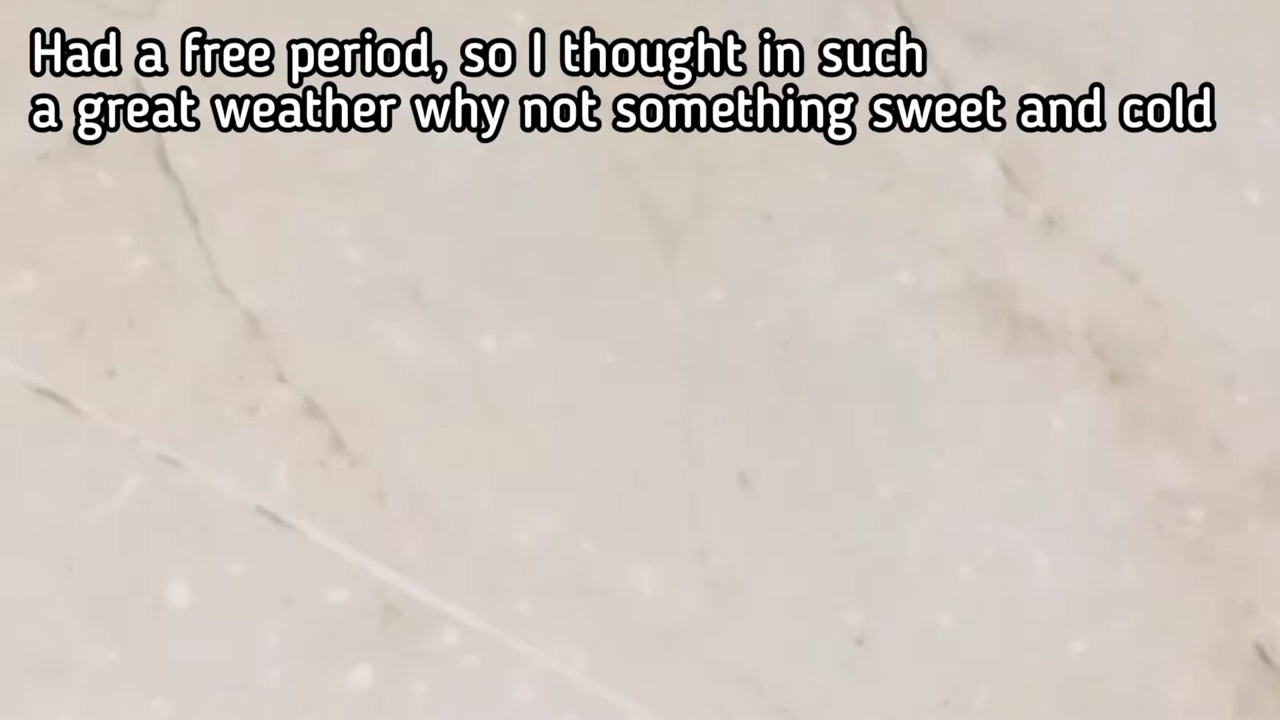 Had a free period, so I thought in such
a great weather why not something sweet and cold